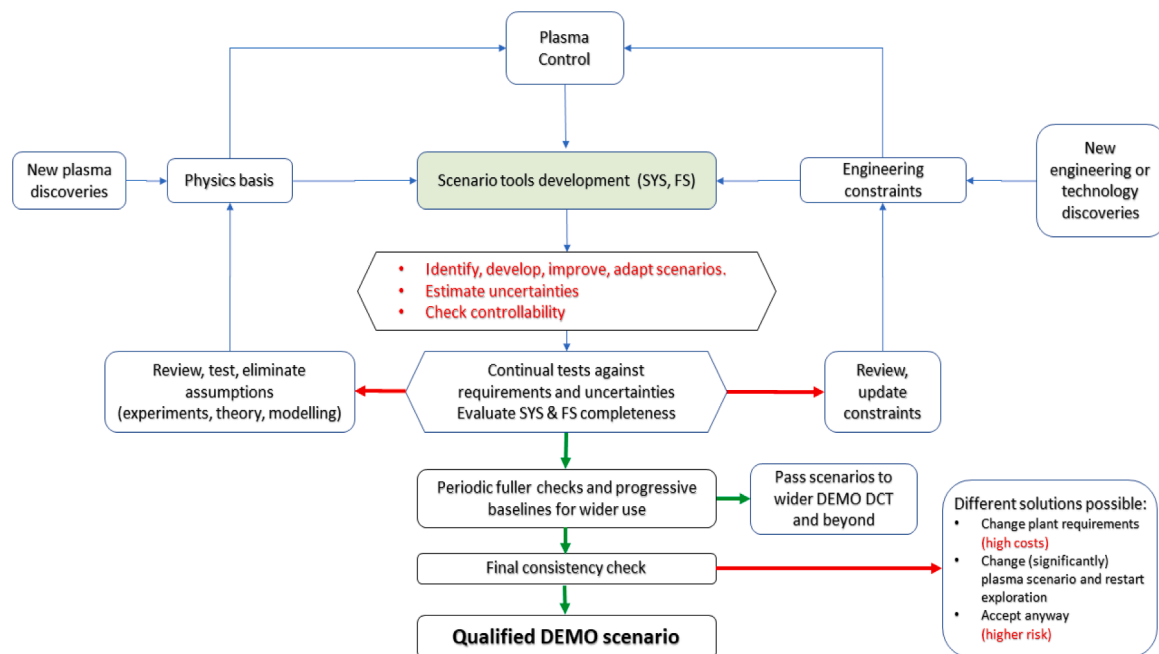 Plasma
Control
New plasma
discoveries
Physics basis
Scenario tools development (SYS, FS)
Engineering
constraints
New
engineering or
technology
discoveries
• Identify, develop, improve, adapt scenarios.
• Estimate uncertainties
• Check controllability
Review, test, eliminate
assumptions
(experiments, theory, modelling)
Continual tests against
requirements and uncertainties
Evaluate SYS & FS completeness
Review,
update
constraints
Periodic fuller checks and progressive
baselines for wider use
Pass scenarios to
wider DEMO DCT
and beyond
Different solutions possible:
• Change plant requirements
(high costs)
• Change (significantly)
plasma scenario and restart
exploration
• Accept anyway
(higher risk)
Final consistency check
Qualified DEMO scenario